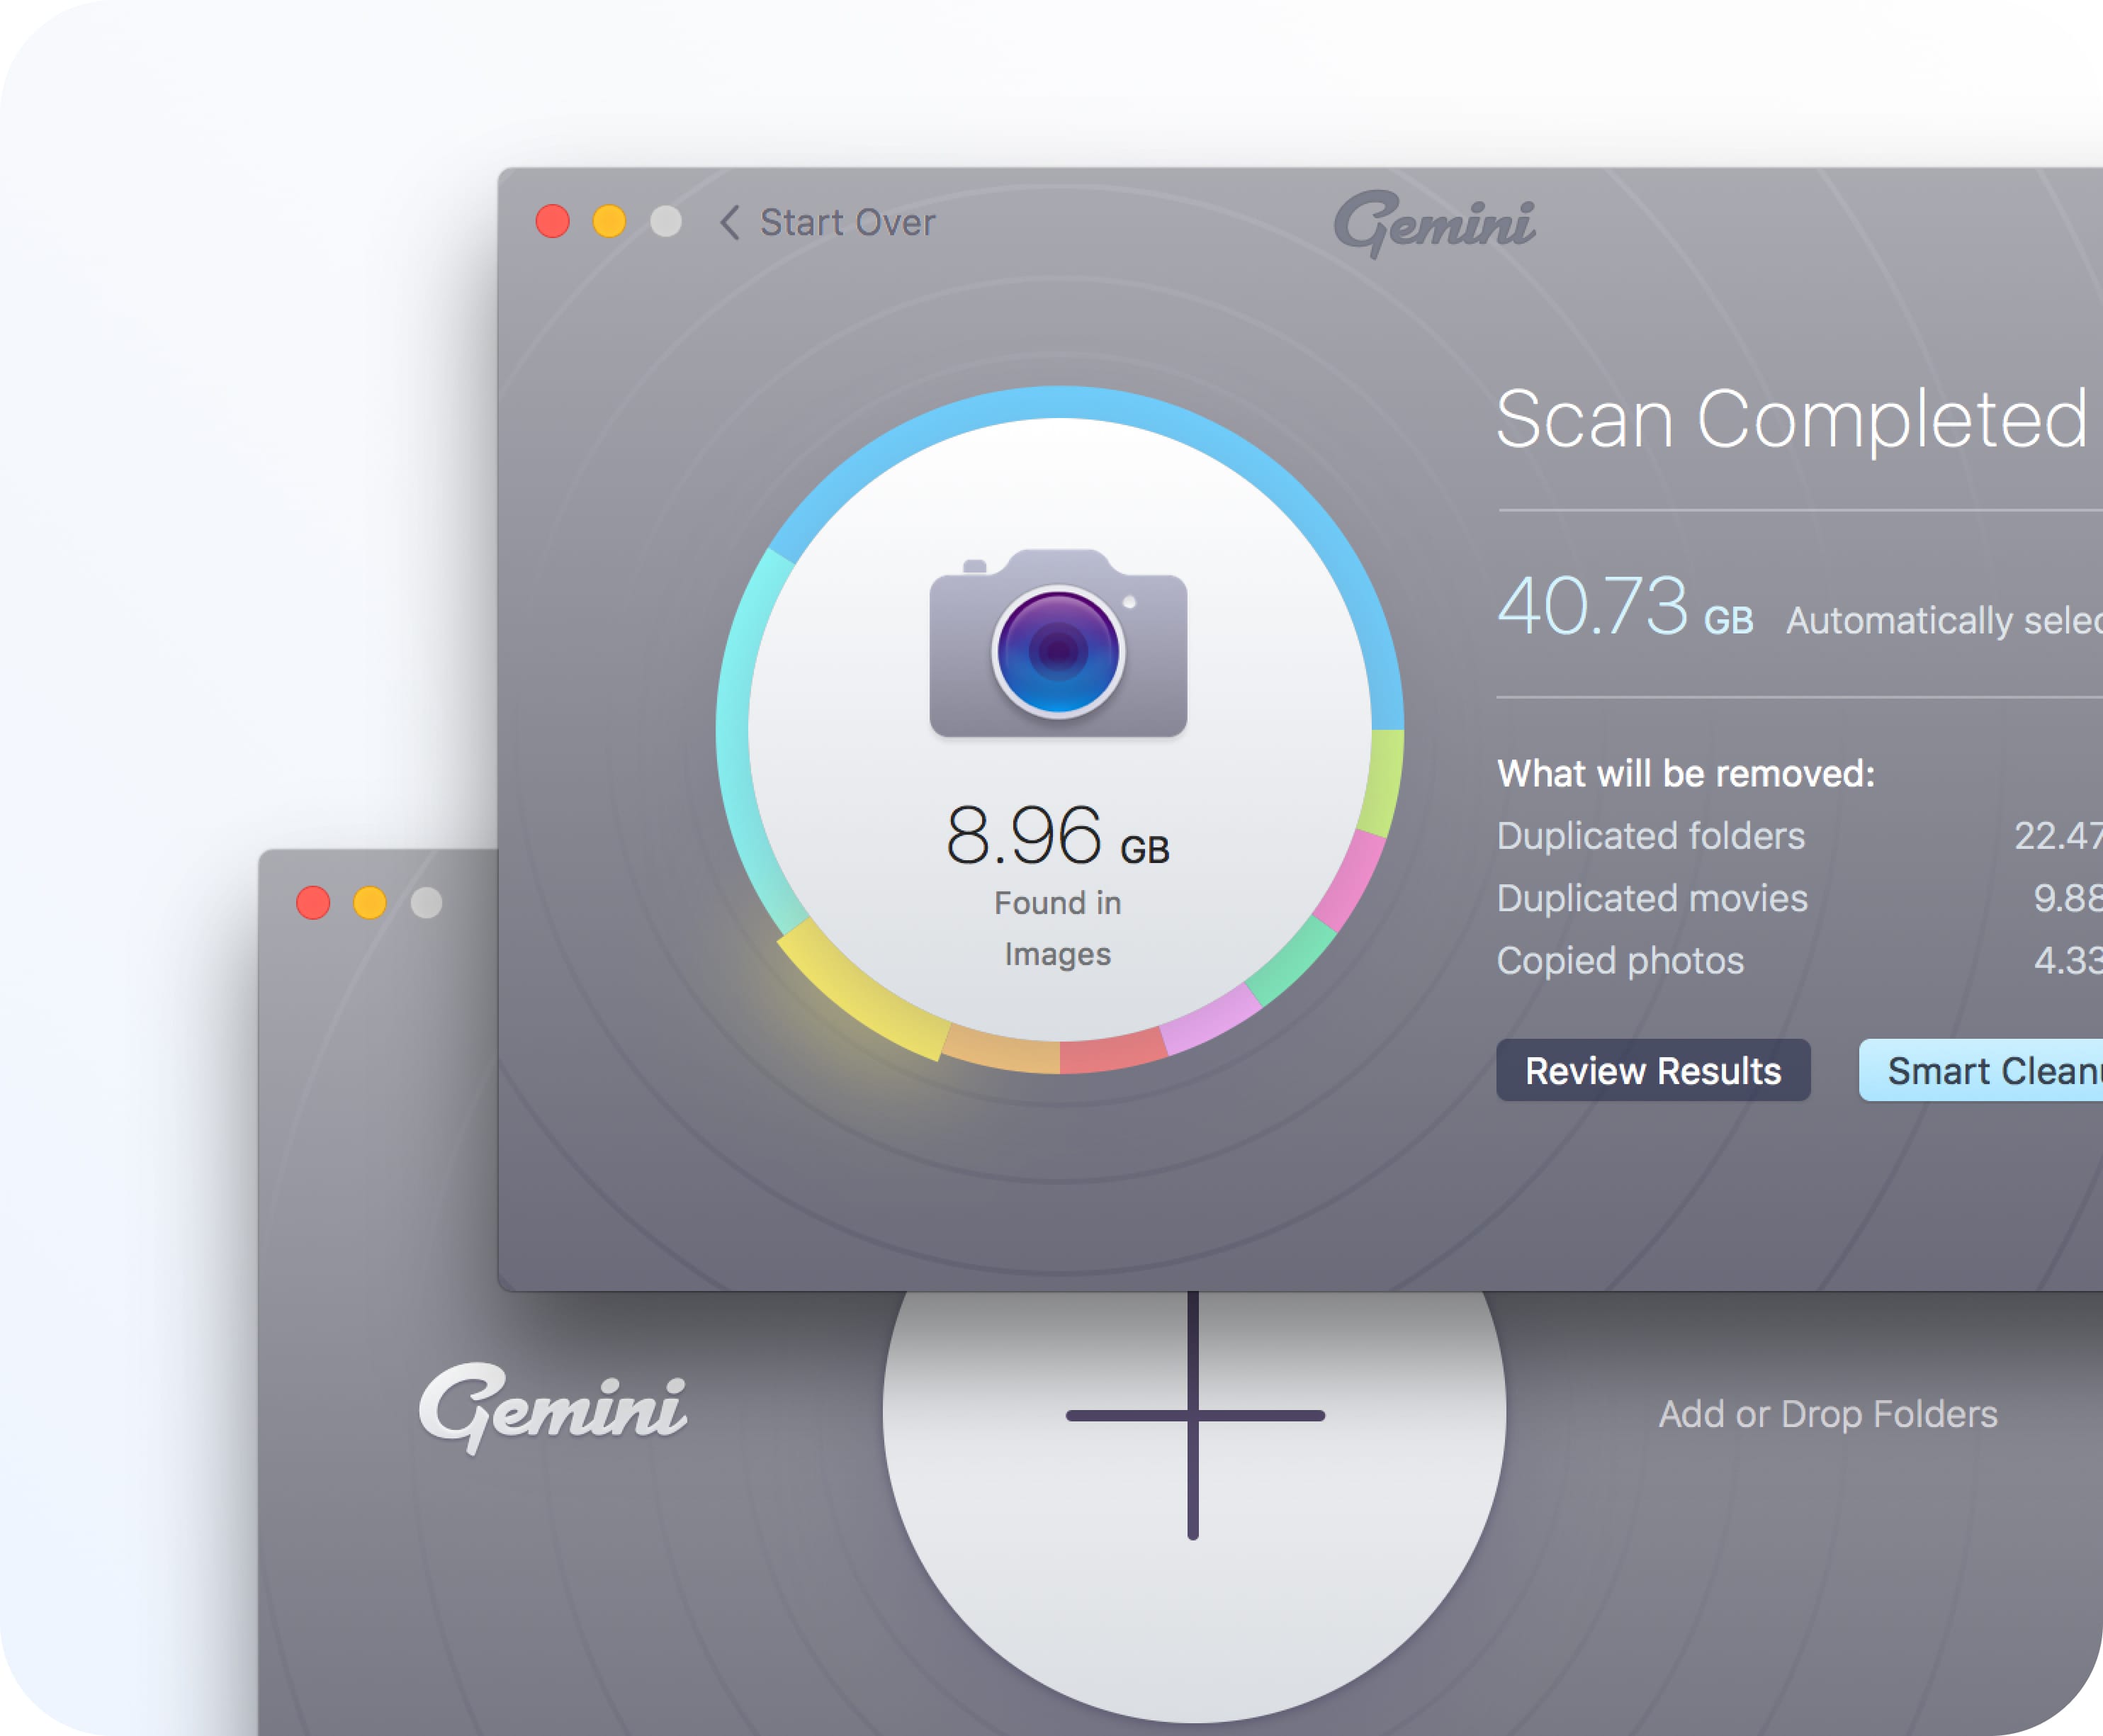 Start Over
Gemini
Scan Completed
40.73 GB Automatically
8.96 GB
Found in
Images
What will be removed:
Duplicated folders 22.47
Duplicated movies 9.88
Copied photos 4.33
Review Results
Smart
Gemini
Add or Drop Folders